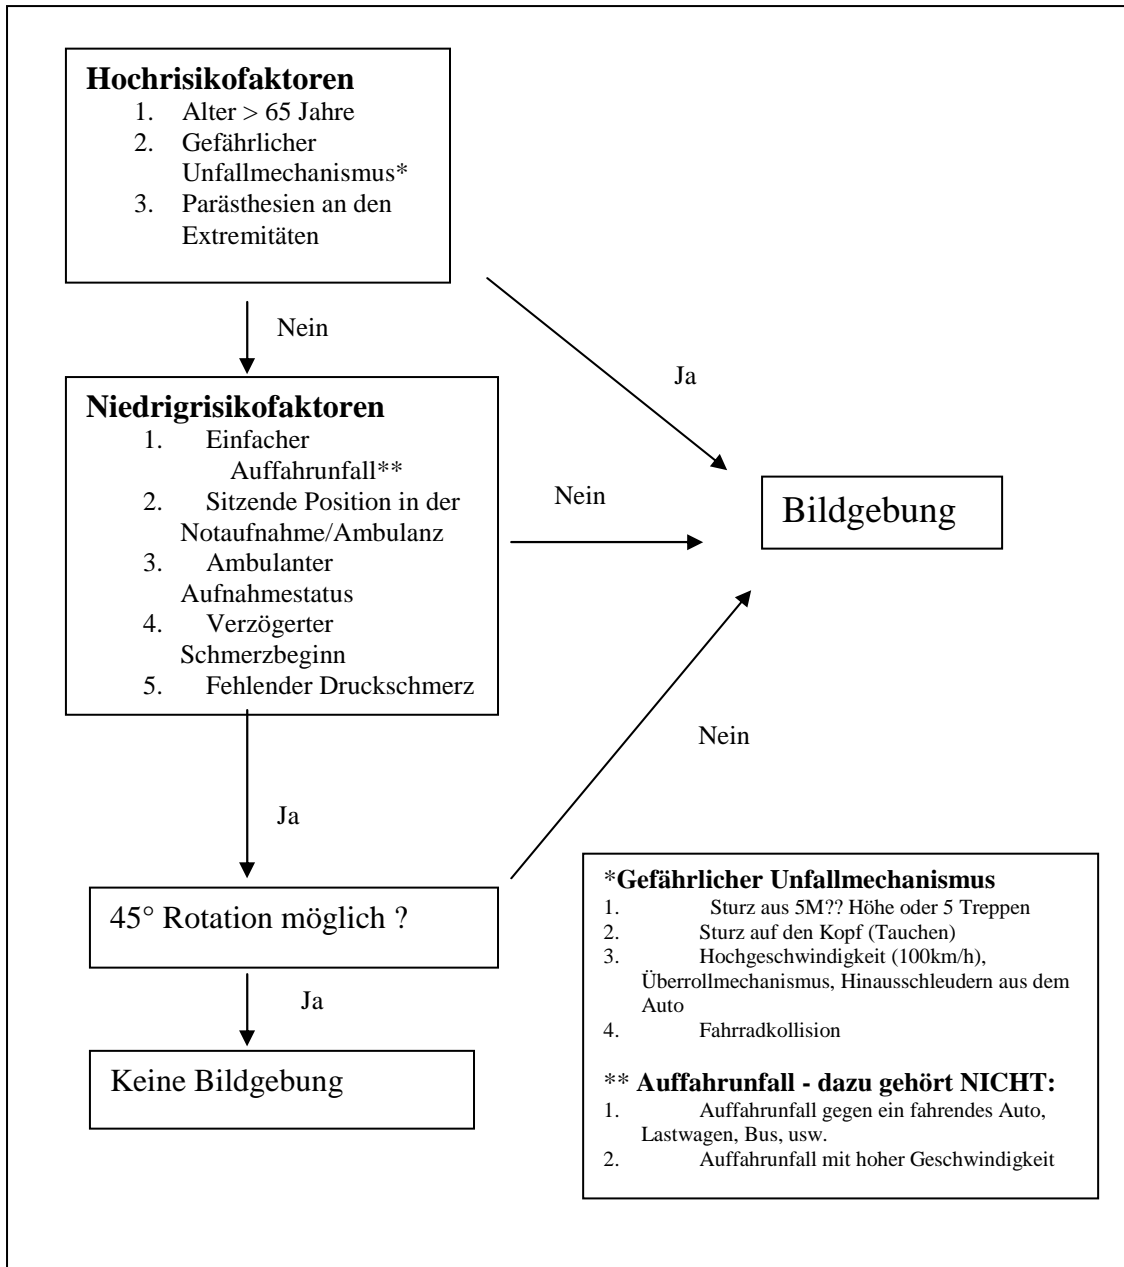 Hochrisikofaktoren
1. Alter > 65 Jahre
2. Gefährlicher
Unfallmechanismus*
3. Parästhesien an den
Extremitäten
Nein
Ja
Niedrigrisikofaktoren
1. Einfacher
Auffahrunfall**
2. Sitzende Position in der
Notaufnahme/Ambulanz
3. Ambulanter
Aufnahmestatus
4. Verzögerter
Schmerzbeginn
5. Fehlender Druckschmerz
Nein
Bildgebung
Ja
Nein
45° Rotation möglich ?
Ja
Keine Bildgebung
*Gefährlicher Unfallmechanismus
1. Sturz aus 5M?? Höhe oder 5 Treppen
2. Sturz auf den Kopf (Tauchen)
3. Hochgeschwindigkeit (100km/h),
Überrollmechanismus, Hinausschleudern aus dem
Auto
4. Fahrradkollision
** Auffahrunfall - dazu gehört NICHT:
1. Auffahrunfall gegen ein fahrendes Auto,
Lastwagen, Bus, usw.
2. Auffahrunfall mit hoher Geschwindigkeit